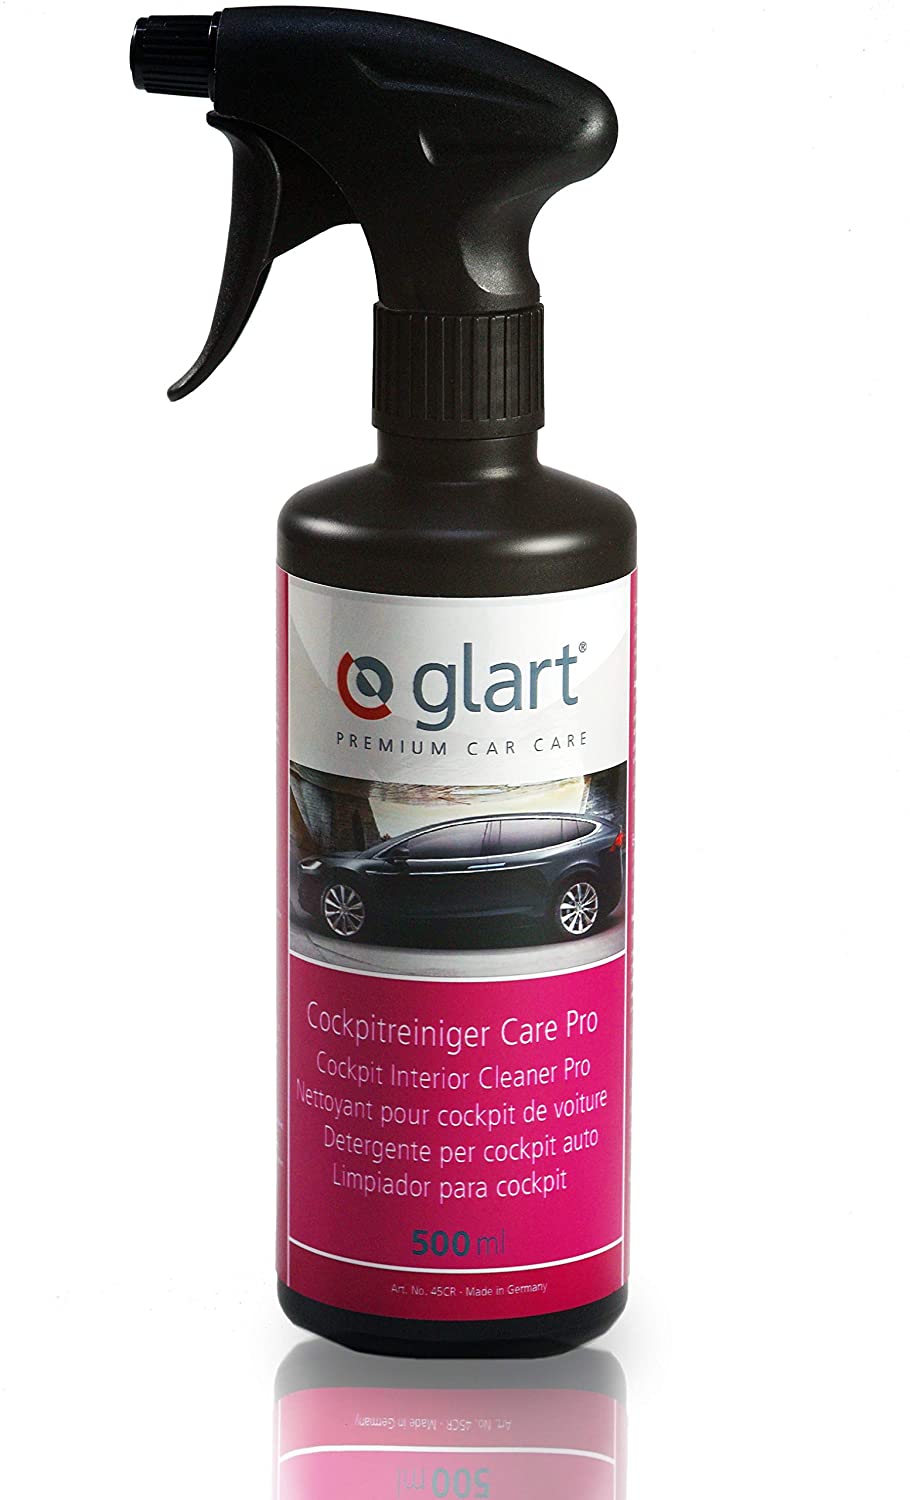 glart®
PREMIUM CAR CARE
Cockpitreiniger Care Pro
Cockpit Interior Cleaner Pro
Nettoyant pour cockpit de voiture
Detergente per cockpit auto
Limpiador para cockpit
500 ml
Art. No. 45CR · Made in Germany